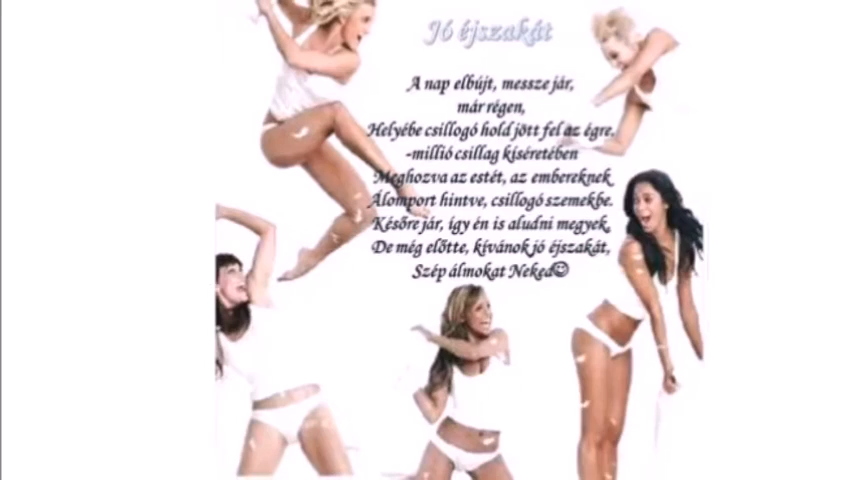 Jó éjszakát
A nap elbújt, messze jár,
már régen,
Helyébe csillogó hold jött fel az égre.
-millió csillag kíséretében
Meghozva az estét, az embereknek
Álomport hintve, csillogó szemekbe.
Későre jár, így én is aludni megyek.
De még előtte, kívánok jó éjszakát,
Szép álmokat Neked☺